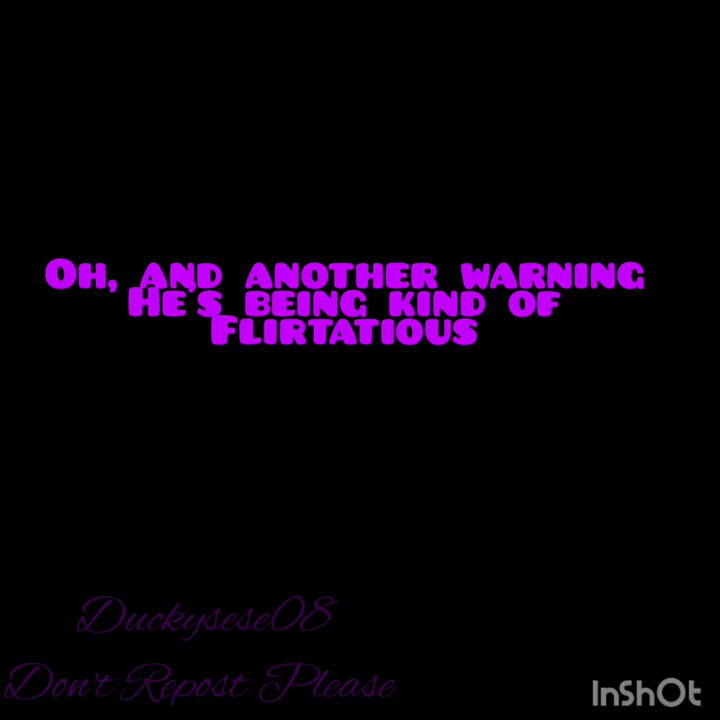 Oh, and another warning
He's being kind of
Flirtatious
Duckysese08
Don't Repost Please
InShOt